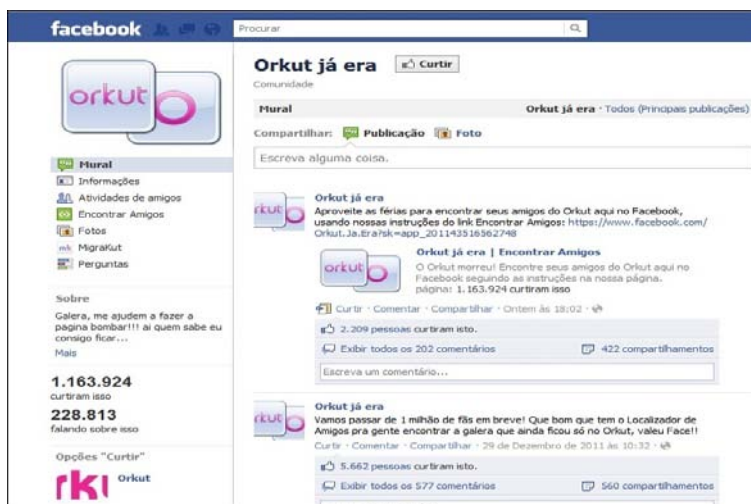 facebook
Procurar
orkut
Orkut já era
Curtir
Comunidade
Mural
Orkut já era · Todos (Principais publicações)
Compartilhar: Publicação Foto
Escreva alguma coisa.
Mural
Informações
Atividades de amigos
Encontrar Amigos
Fotos
mk MigraKut
Perguntas
Sobre
Galera, me ajudem a fazer a
pagina bombar!!! ai quem sabe eu
consigo ficar...
Mais
1.163.924
curtiram isso
228.813
falando sobre isso
Opções "Curtir"
rki Orkut
rkut
Orkut já era
Aproveite as férias para encontrar seus amigos do Orkut aqui no Facebook,
usando nossas instruções do link Encontrar Amigos: https://www.facebook.com/
Orkut.Ja.Era?sk=app_201143516562748
orkut
Orkut já era | Encontrar Amigos
O Orkut morreu! Encontre seus amigos do Orkut aqui no
Facebook seguindo as instruções na nossa página.
página: 1.163.924 curtiram isso
Curtir · Comentar · Compartilhar · Ontem às 18:02 ·
2.209 pessoas curtiram isto.
Exibir todos os 202 comentários
422 compartilhamentos
Escreva um comentário...
rkut
Orkut já era
Vamos passar de 1 milhão de fãs em breve! Que bom que tem o Localizador de
Amigos pra gente encontrar a galera que ainda ficou só no Orkut, valeu Face!!
Curtir · Comentar · Compartilhar · 29 de Dezembro de 2011 às 10:32 ·
5.662 pessoas curtiram isto.
Exibir todos os 577 comentários
560 compartilhamentos